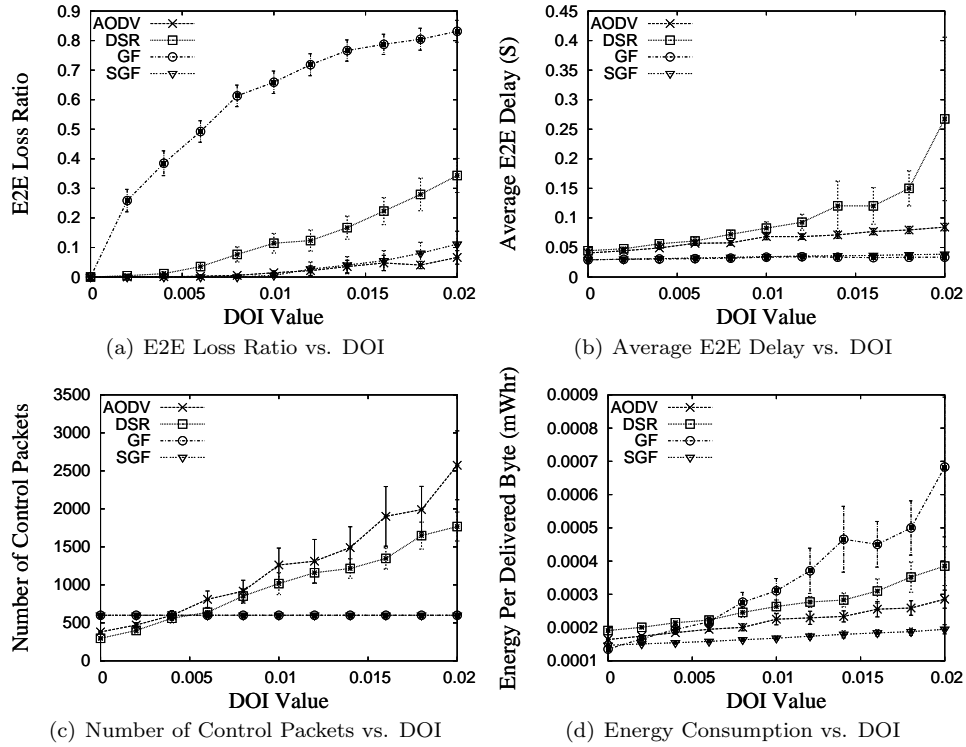 E2E Loss Ratio
0.9
0.8
0.7
0.6
0.5
0.4
0.3
0.2
0.1
0
AODV
DSR
GF
SGF
0
0.005
0.01
0.015
0.02
DOI Value
(a) E2E Loss Ratio vs. DOI
Average E2E Delay (S)
0.45
0.4
0.35
0.3
0.25
0.2
0.15
0.1
0.05
0
AODV
DSR
GF
SGF
0
0.005
0.01
0.015
0.02
DOI Value
(b) Average E2E Delay vs. DOI
Number of Control Packets
3500
3000
2500
2000
1500
1000
500
0
AODV
DSR
GF
SGF
0
0.005
0.01
0.015
0.02
DOI Value
(c) Number of Control Packets vs. DOI
Energy Per Delivered Byte (mWhr)
0.0009
0.0008
0.0007
0.0006
0.0005
0.0004
0.0003
0.0002
0.0001
AODV
DSR
GF
SGF
0
0.005
0.01
0.015
0.02
DOI Value
(d) Energy Consumption vs. DOI